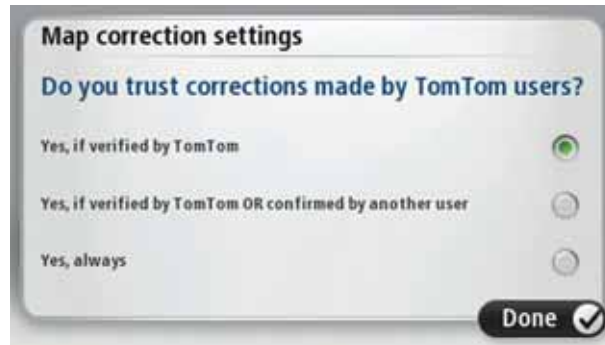 Map correction settings
Do you trust corrections made by TomTom users?
Yes, if verified by TomTom
Yes, if verified by TomTom OR confirmed by another user
Yes, always
Done